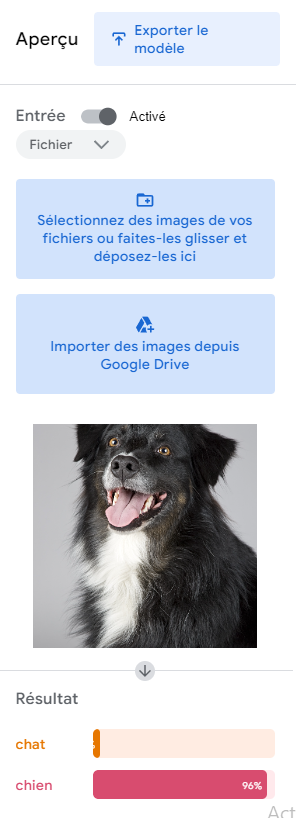 Aperçu
Exporter le
modèle
Entrée
Activé
Fichier
Sélectionnez des images de vos
fichiers ou faites-les glisser et
déposez-les ici
Importer des images depuis
Google Drive
Résultat
chat
chien
96%
Act